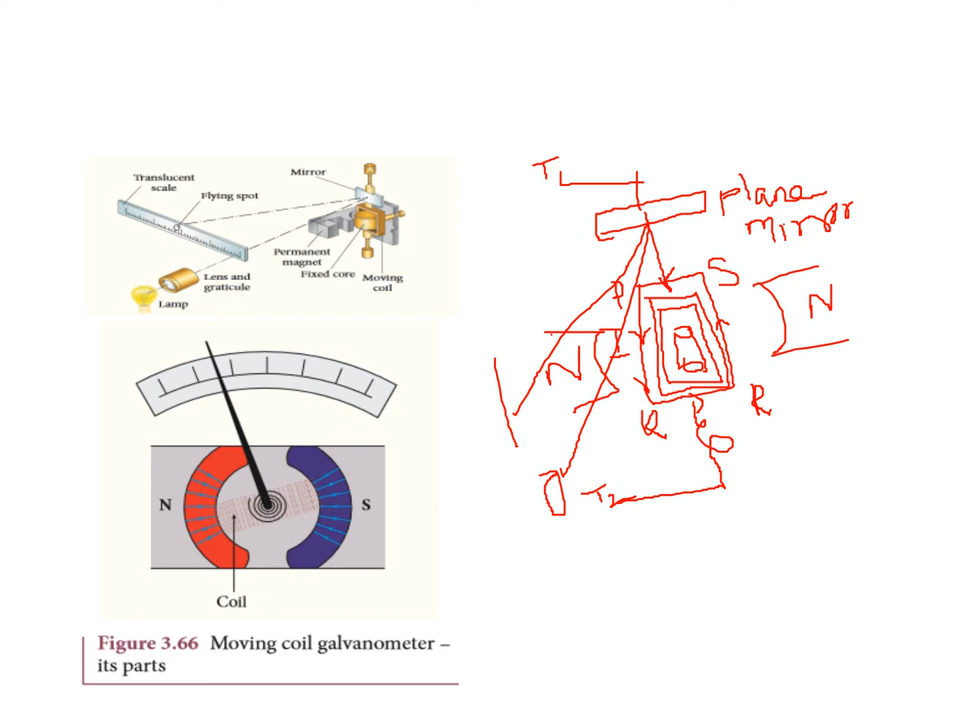 Translucent
scale
Flying spot
Mirror
Permanent
magnet
Fixed core
Moving
coil
Lens and
graticule
Lamp
N
S
Coil
Figure 3.66 Moving coil galvanometer –
its parts
T1
plane
mirror
P
S
N
N
Q
R
T2